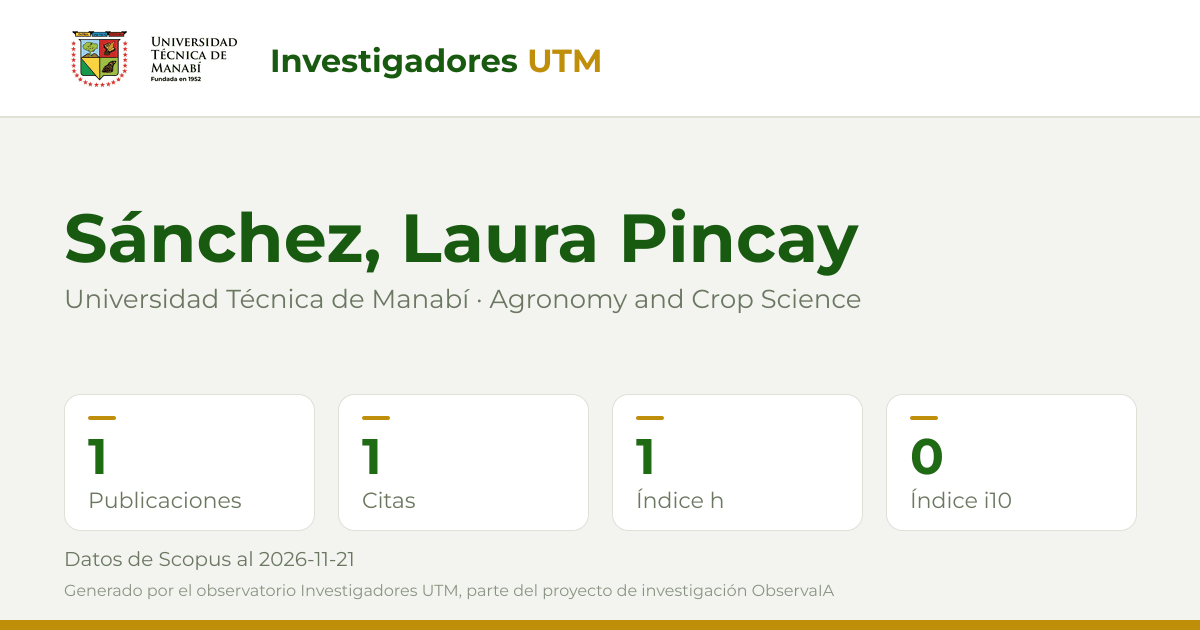 UNIVERSIDAD
TÉCNICA DE
MANABÍ
Fundada en 1952
Investigadores UTM
Sánchez, Laura Pincay
Universidad Técnica de Manabí · Agronomy and Crop Science
1
Publicaciones
1
Citas
1
Índice h
0
Índice i10
Datos de Scopus al 2026-11-21
Generado por el observatorio Investigadores UTM, parte del proyecto de investigación ObservaIA